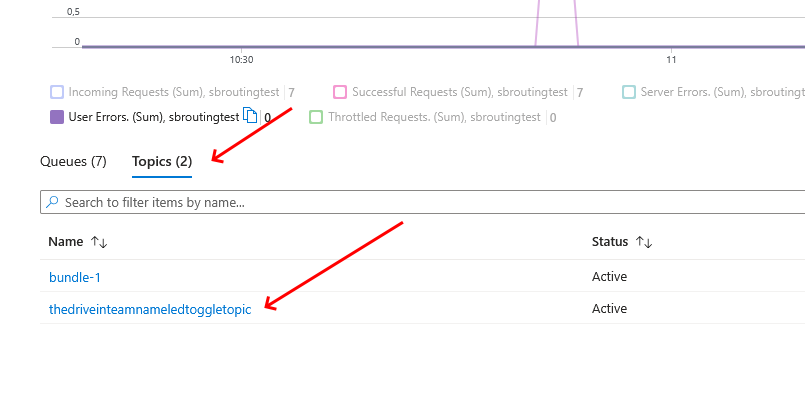 0,5
0
10:30 11
Incoming Requests (Sum), sbroutingtest 7 Successful Requests (Sum), sbroutingtest 7 Server Errors. (Sum), sbroutingt
User Errors. (Sum), sbroutingtest 0 Throttled Requests. (Sum), sbroutingtest 0
Queues (7) Topics (2)
Search to filter items by name...
Name Status
bundle-1 Active
thedriveinteamnameledtoggletopic Active